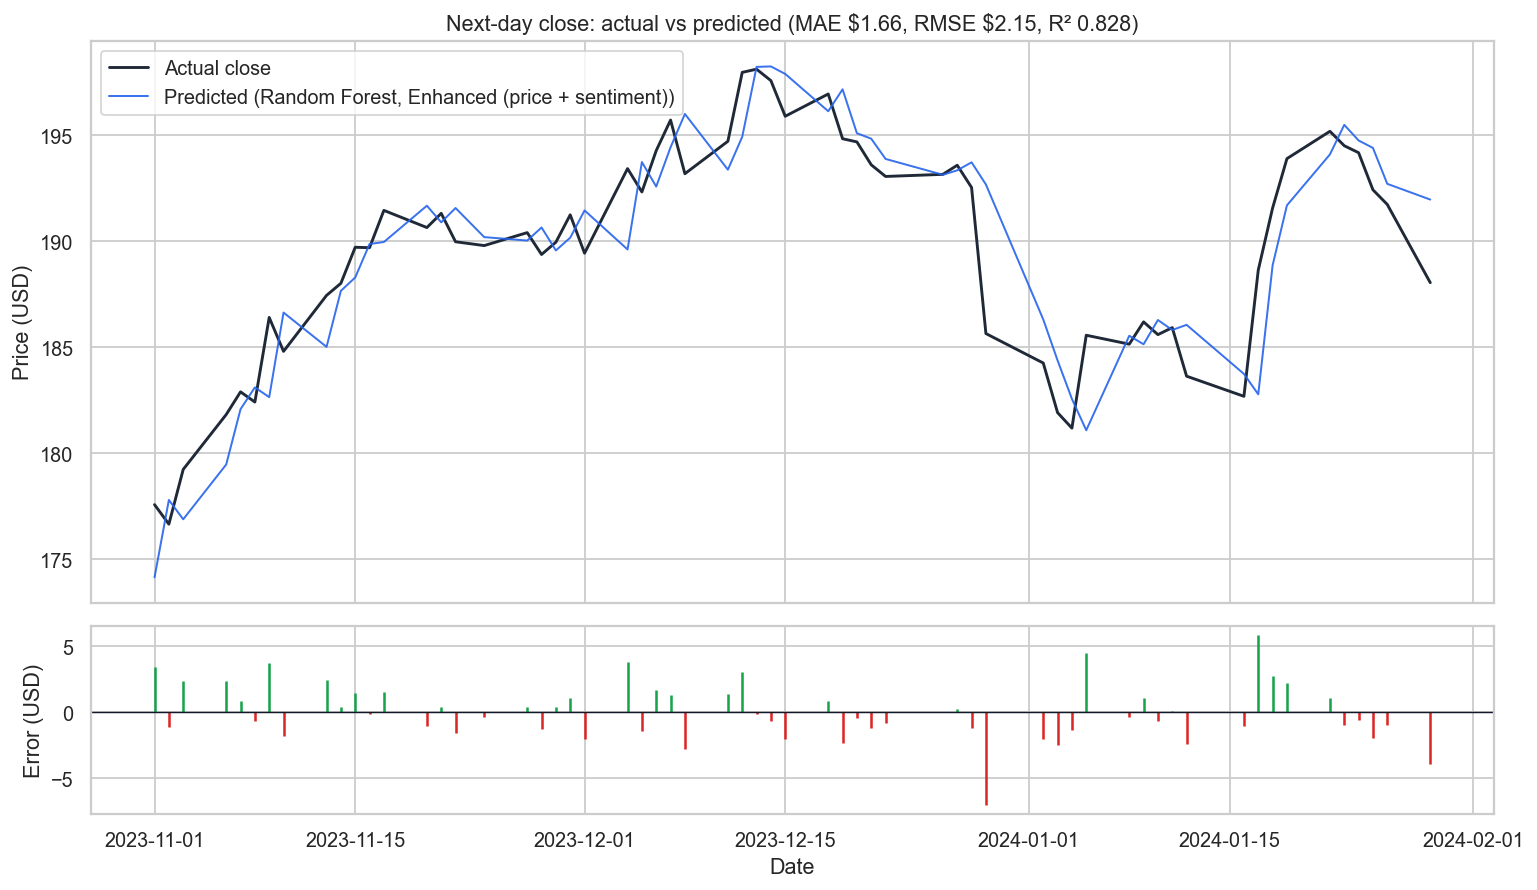 Next-day close: actual vs predicted (MAE $1.66, RMSE $2.15, R² 0.828)
Actual close
Predicted (Random Forest, Enhanced (price + sentiment))
Price (USD)
195
190
185
180
175
Error (USD)
5
0
−5
2023-11-01 2023-11-15 2023-12-01 2023-12-15 2024-01-01 2024-01-15 2024-02-01
Date